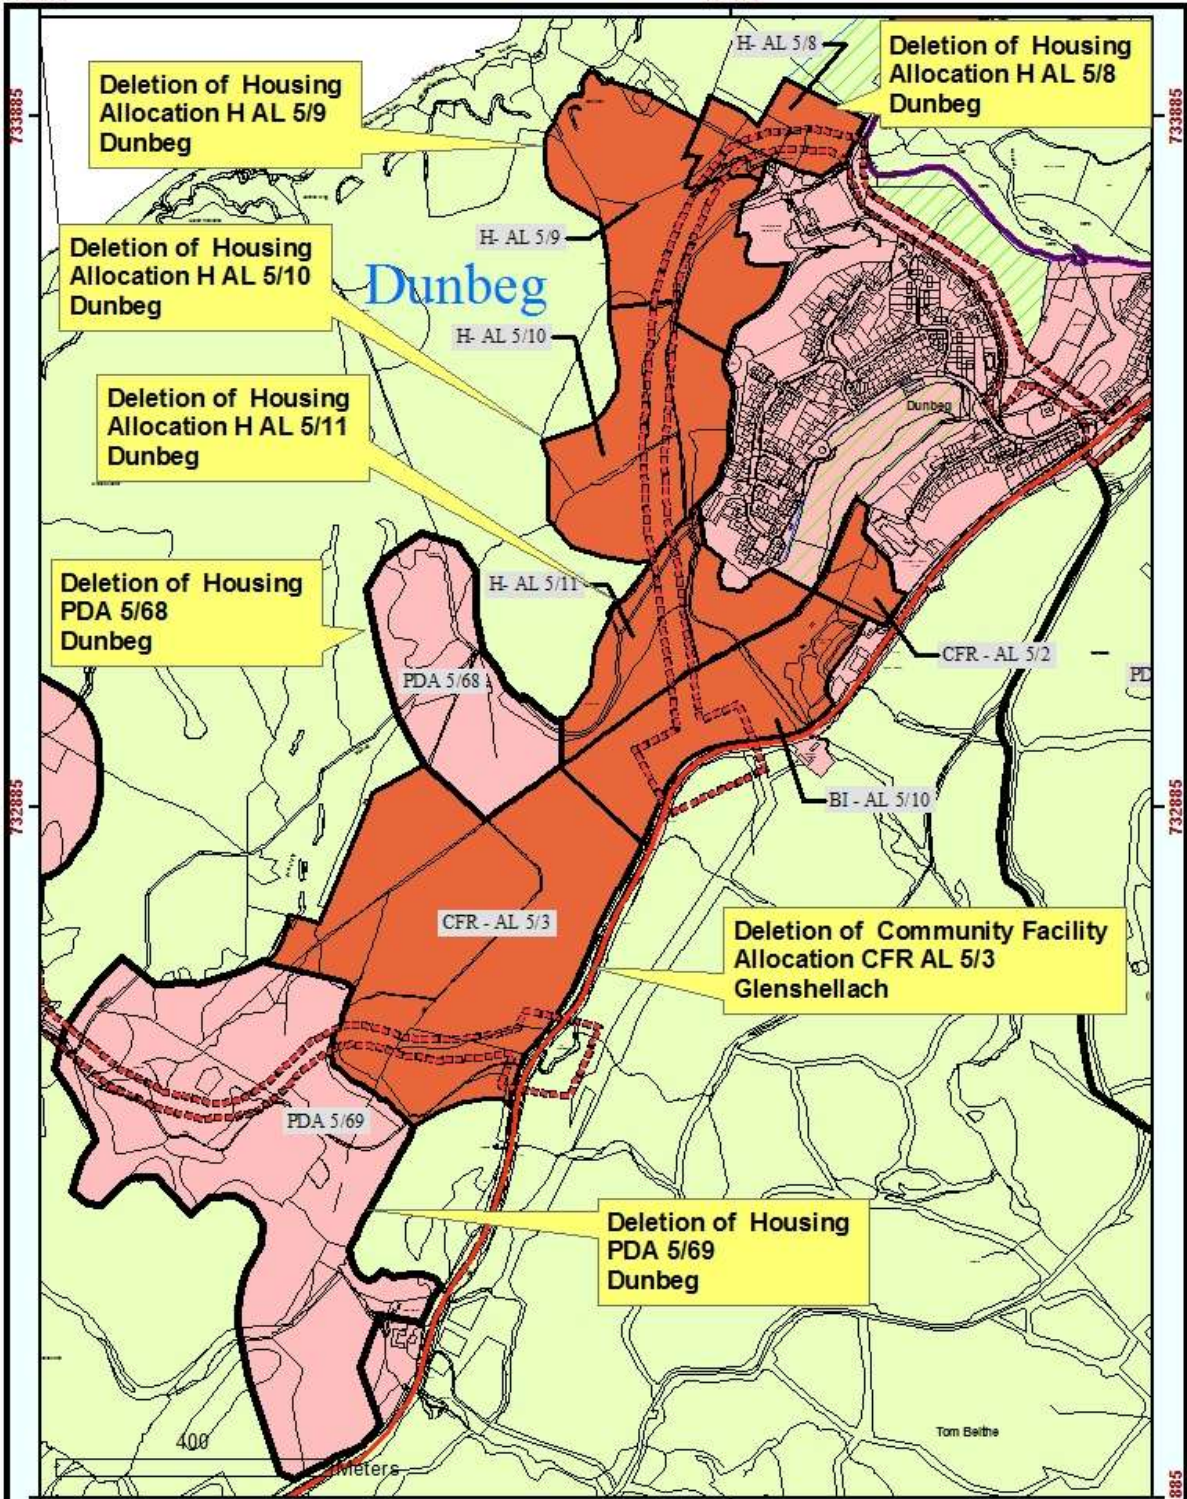 H- AL 5/8
Deletion of Housing
Allocation H AL 5/8
Dunbeg
Deletion of Housing
Allocation H AL 5/9
Dunbeg
733885
733885
H- AL 5/9
Deletion of Housing
Allocation H AL 5/10
Dunbeg
Dunbeg
H- AL 5/10
Deletion of Housing
Allocation H AL 5/11
Dunbeg
Dunbeg
H- AL 5/11
Deletion of Housing
PDA 5/68
Dunbeg
CFR - AL 5/2
PDA 5/68
PD
BI - AL 5/10
732885
732885
CFR - AL 5/3
Deletion of Community Facility
Allocation CFR AL 5/3
Glenshellach
PDA 5/69
Deletion of Housing
PDA 5/69
Dunbeg
400
Meters
Tom Beithe
885